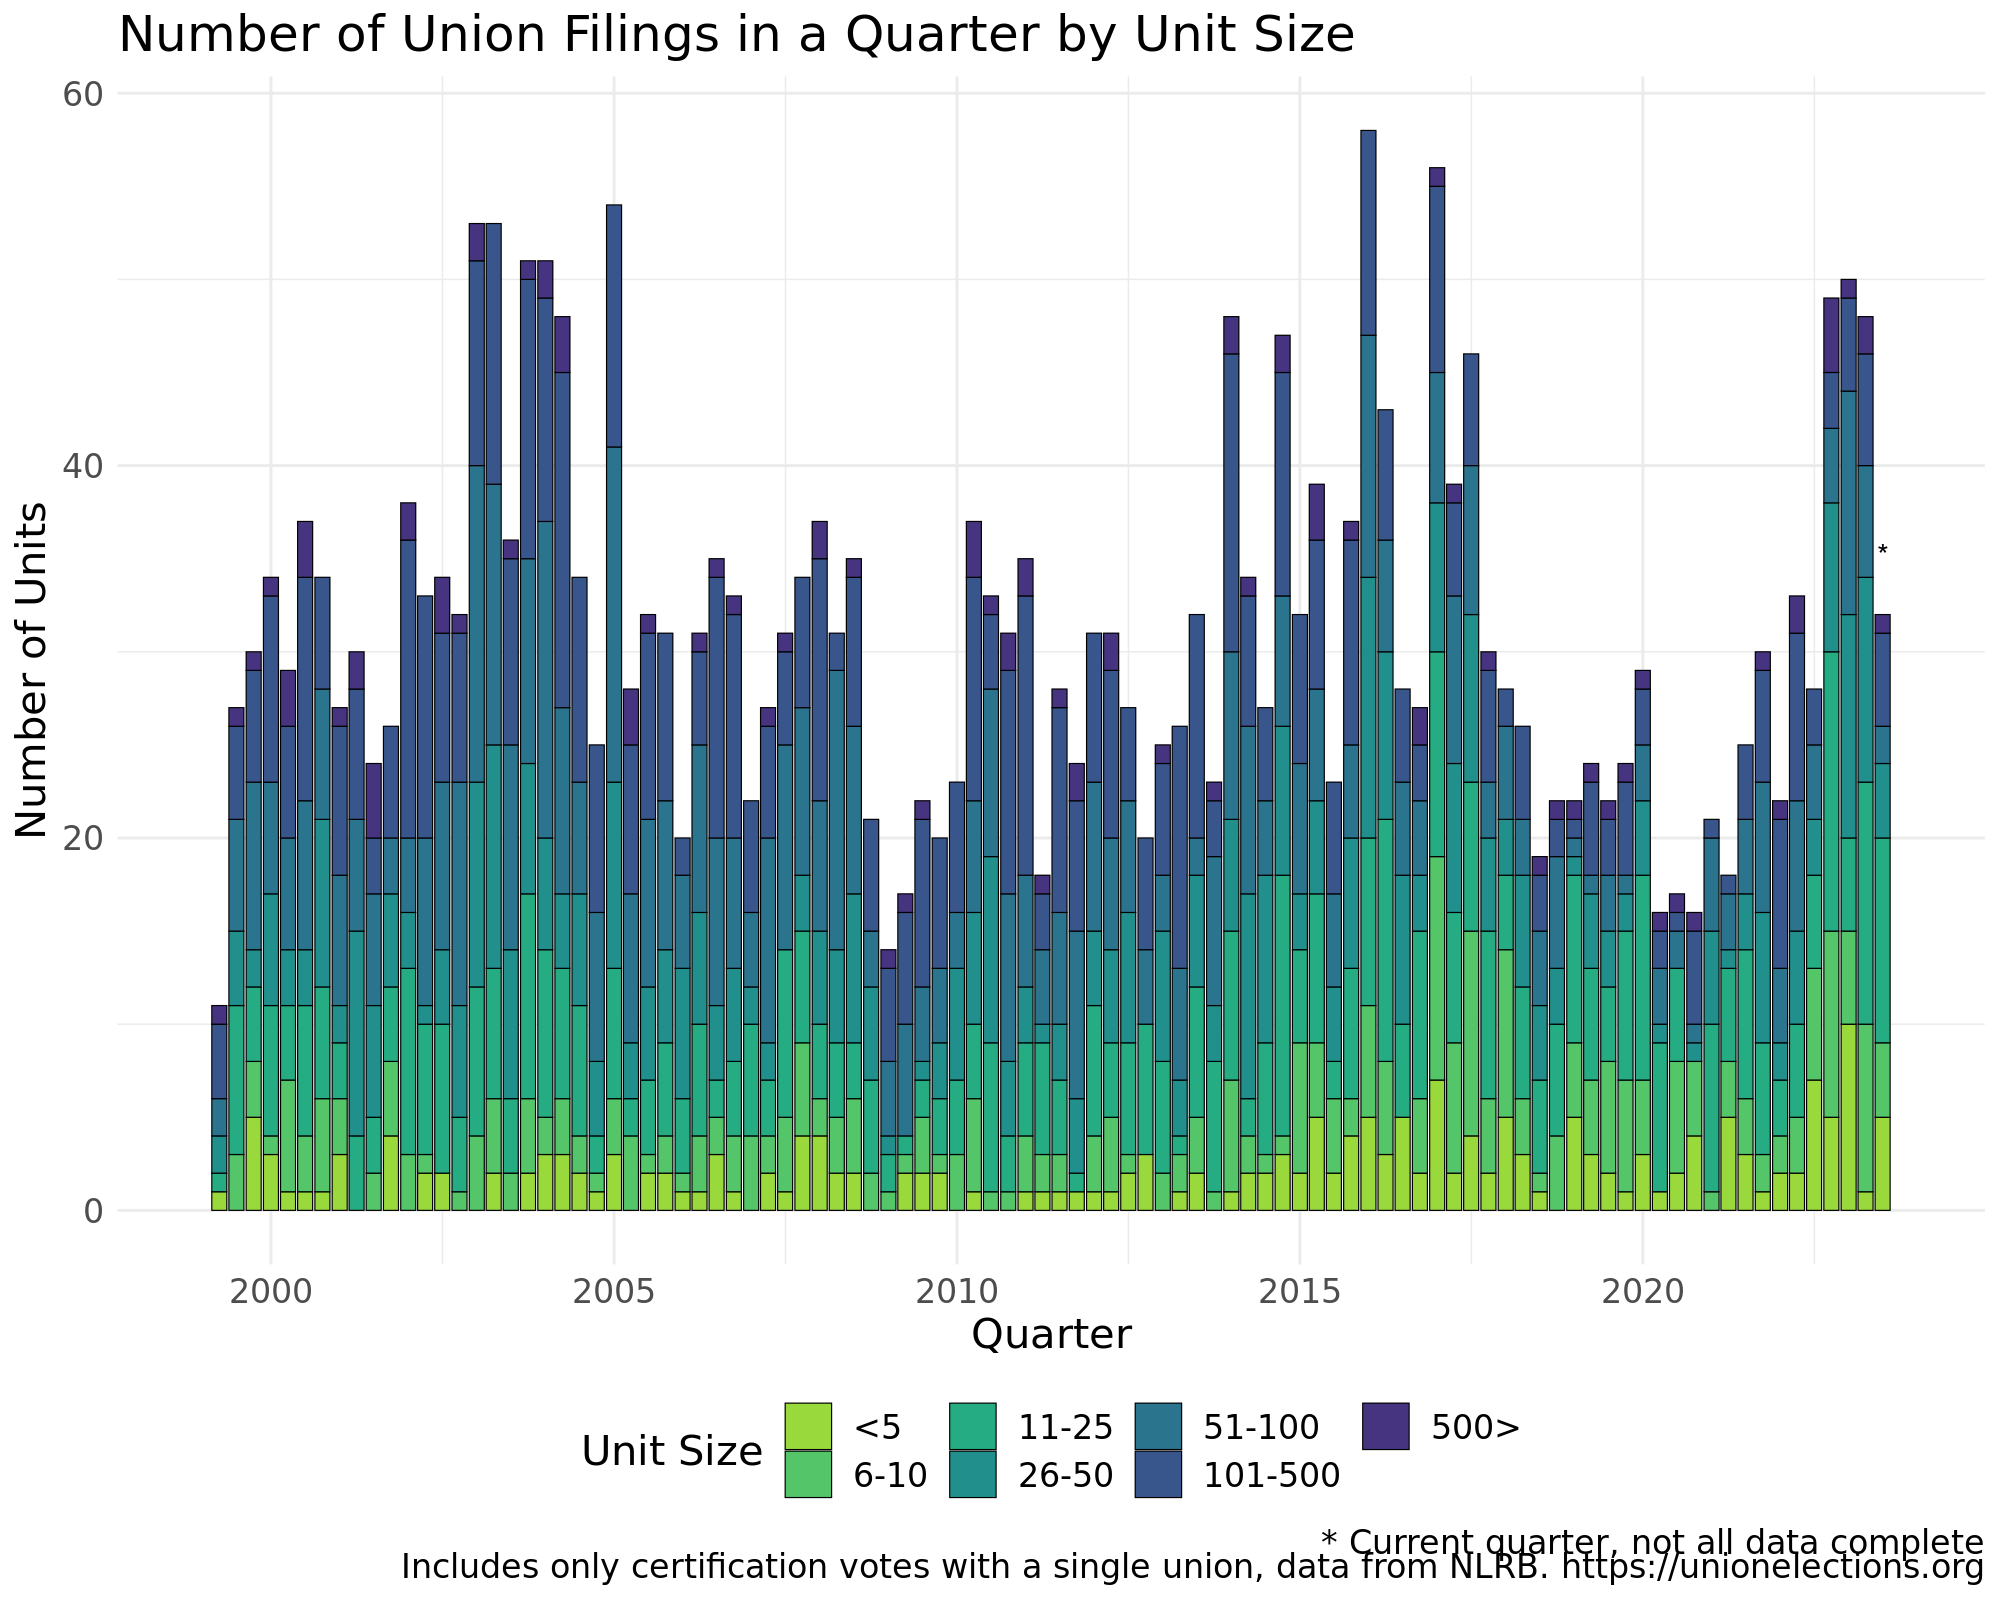 Number of Union Filings in a Quarter by Unit Size
60
40
20
0
Number of Units
*
2000 2005 2010 2015 2020
Quarter
Unit Size
<5 11-25 51-100 500>
6-10 26-50 101-500
* Current quarter, not all data complete
Includes only certification votes with a single union, data from NLRB. https://unionelections.org